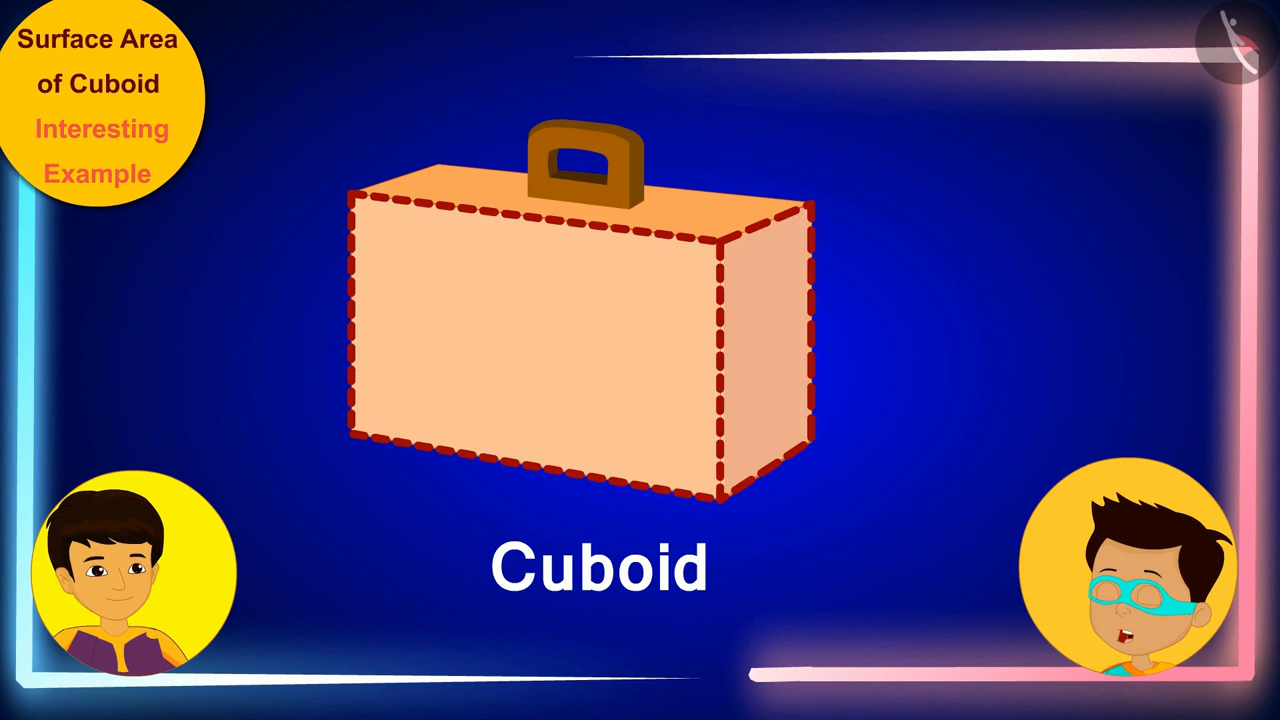 Surface Area
of Cuboid
Interesting
Example
Cuboid